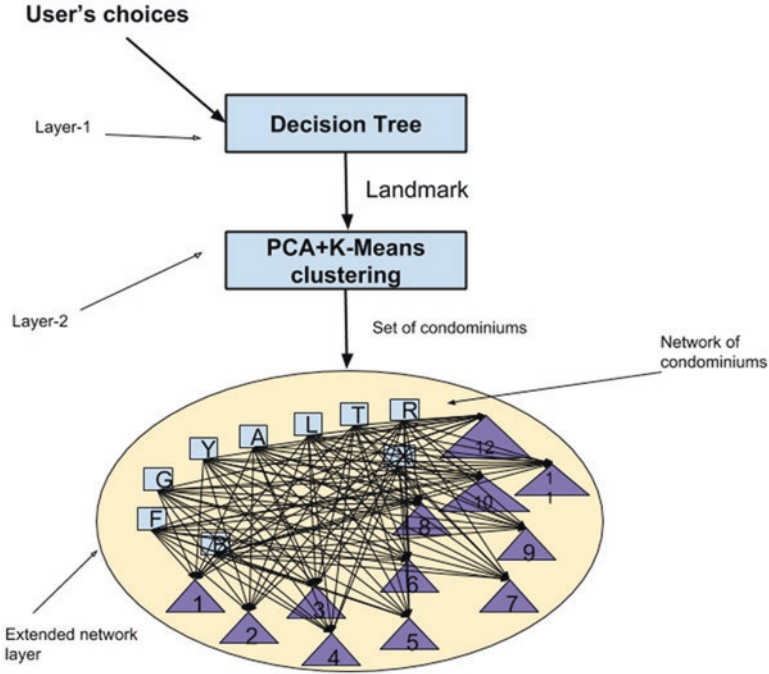 User's choices
Layer-1
Decision Tree
Landmark
PCA+K-Means
clustering
Layer-2
Set of condominiums
Network of
condominiums
R
T
L
A
Y
G
F
B
X
12
1
1
10
8
9
6
7
1
2
3
4
5
Extended network
layer